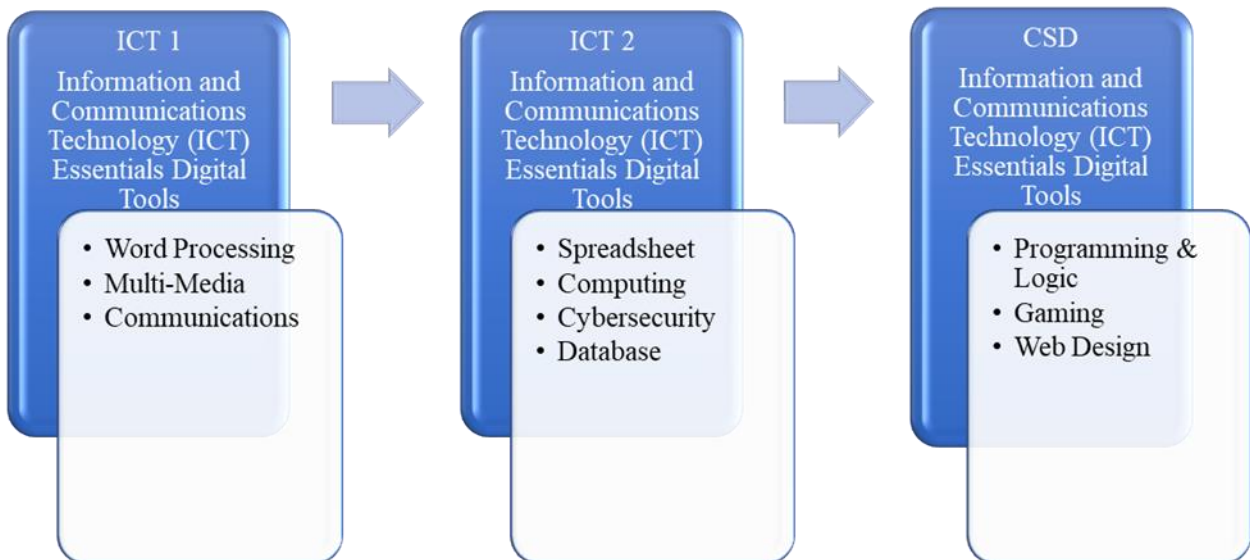 ICT 1
Information and
Communications
Technology (ICT)
Essentials Digital
Tools
• Word Processing
• Multi-Media
• Communications
ICT 2
Information and
Communications
Technology (ICT)
Essentials Digital
Tools
• Spreadsheet
• Computing
• Cybersecurity
• Database
CSD
Information and
Communications
Technology (ICT)
Essentials Digital
Tools
• Programming &
Logic
• Gaming
• Web Design